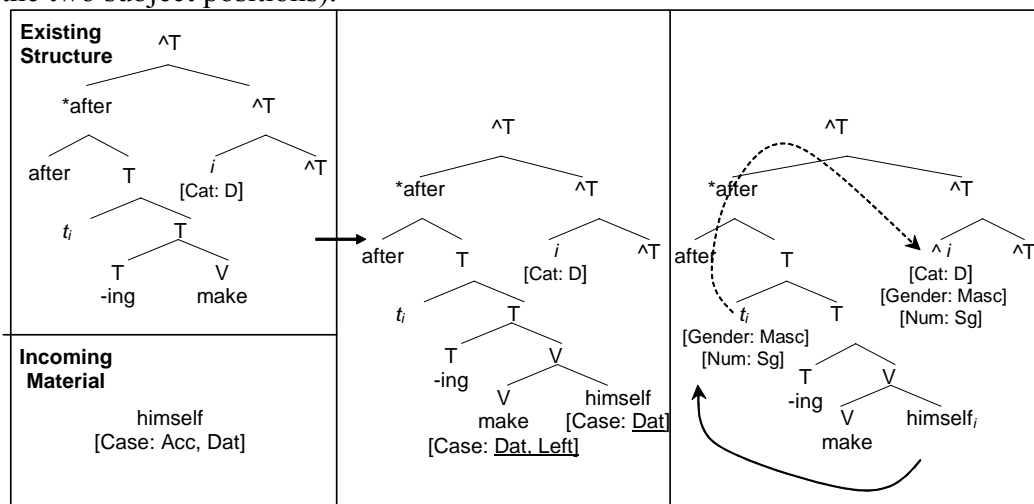 the two subject positions).
Existing
Structure
^T
*after
^T
after
T
i
^T
[Cat: D]
t_i
T
T
V
-ing
make
Incoming
Material
himself
[Case: Acc, Dat]
^T
*after
^T
after
T
i
^T
[Cat: D]
t_i
T
T
V
-ing
V
himself
make
[Case: Dat]
[Case: Dat, Left]
^T
*after
^T
after
T
^ i
^T
[Cat: D]
[Gender: Masc]
[Num: Sg]
t_i
T
[Gender: Masc]
[Num: Sg]
T
V
-ing
V
himself_i
make